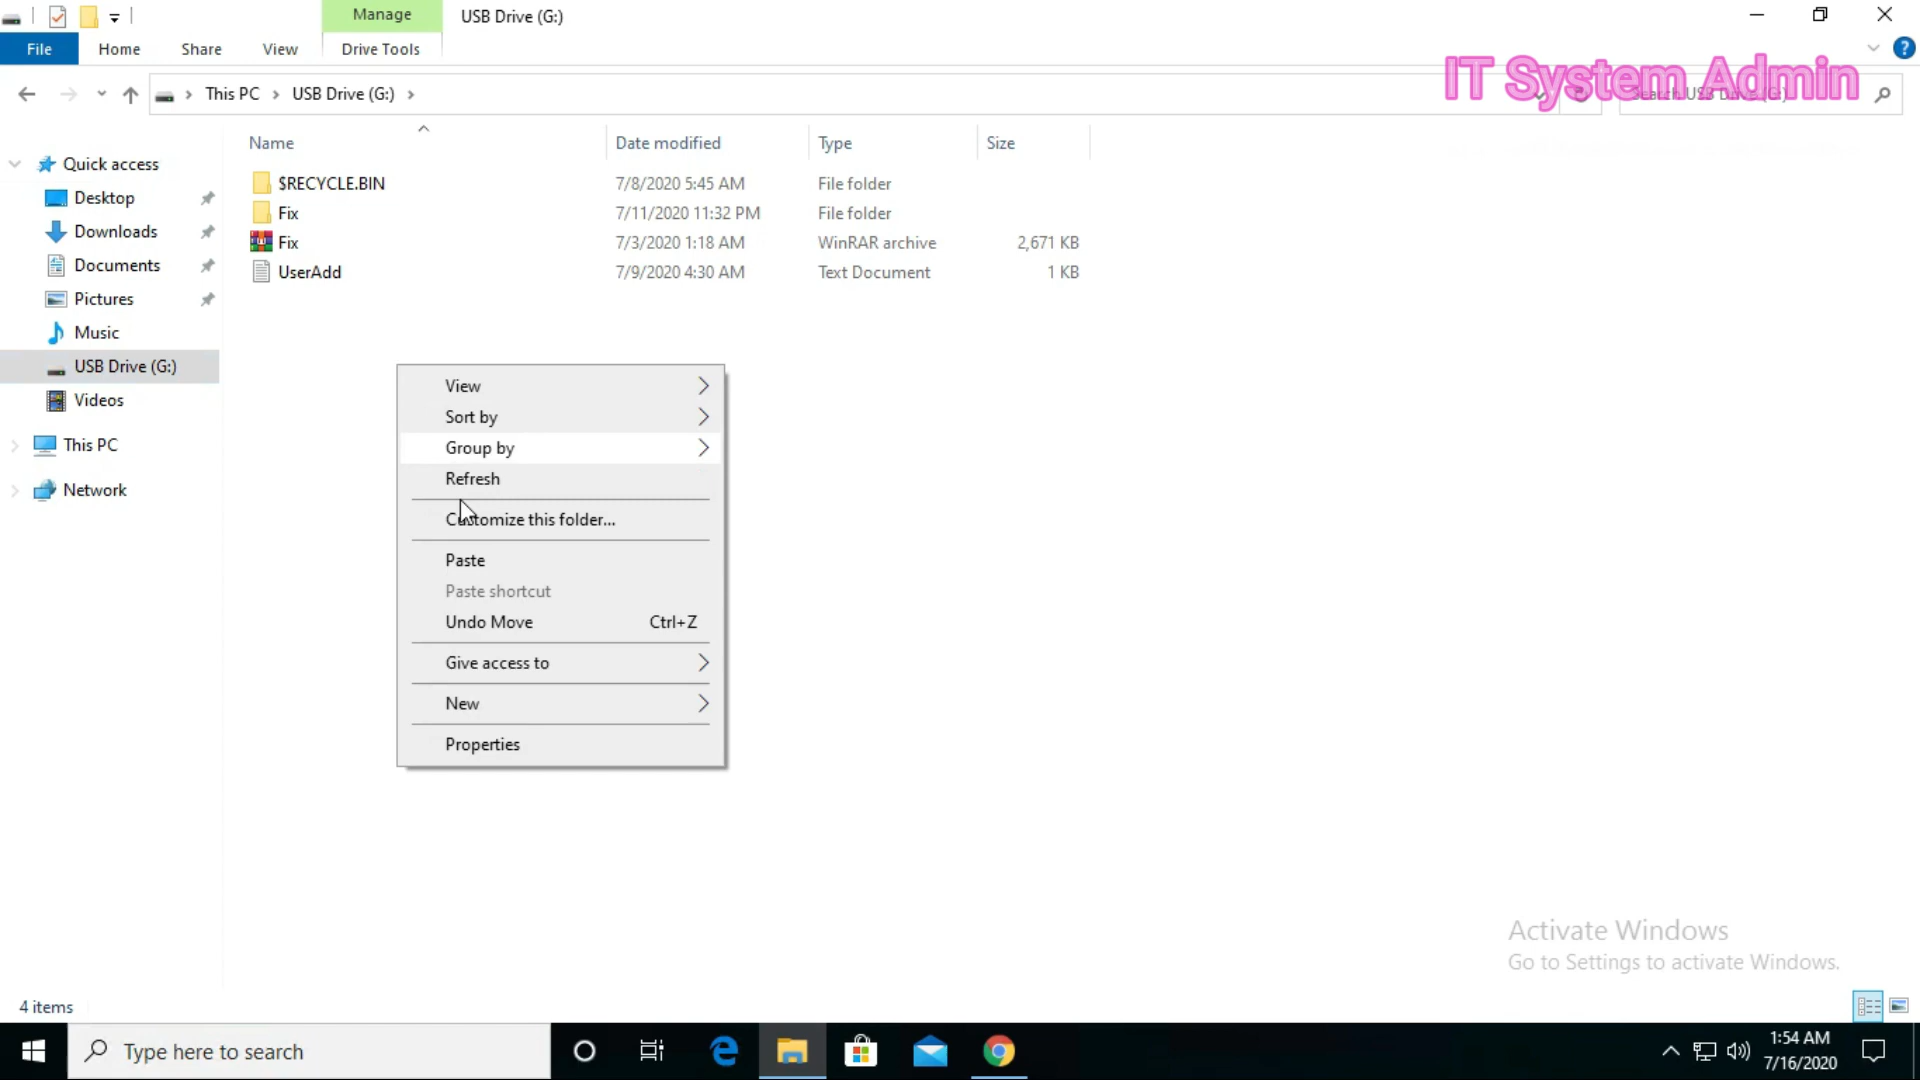 Manage
USB Drive (G:)
File
Home
Share
View
Drive Tools
IT System Admin
This PC
USB Drive (G:)
Search USB Drive (G:)
Name
Date modified
Type
Size
Quick access
Desktop
Downloads
Documents
Pictures
Music
USB Drive (G:)
Videos
This PC
Network
$RECYCLE.BIN 7/8/2020 5:45 AM File folder
Fix 7/11/2020 11:32 PM File folder
Fix 7/3/2020 1:18 AM WinRAR archive 2,671 KB
UserAdd 7/9/2020 4:30 AM Text Document 1 KB
View
Sort by
Group by
Refresh
Customize this folder...
Paste
Paste shortcut
Undo Move Ctrl+Z
Give access to
New
Properties
Activate Windows
Go to Settings to activate Windows.
4 items
Type here to search
1:54 AM
7/16/2020